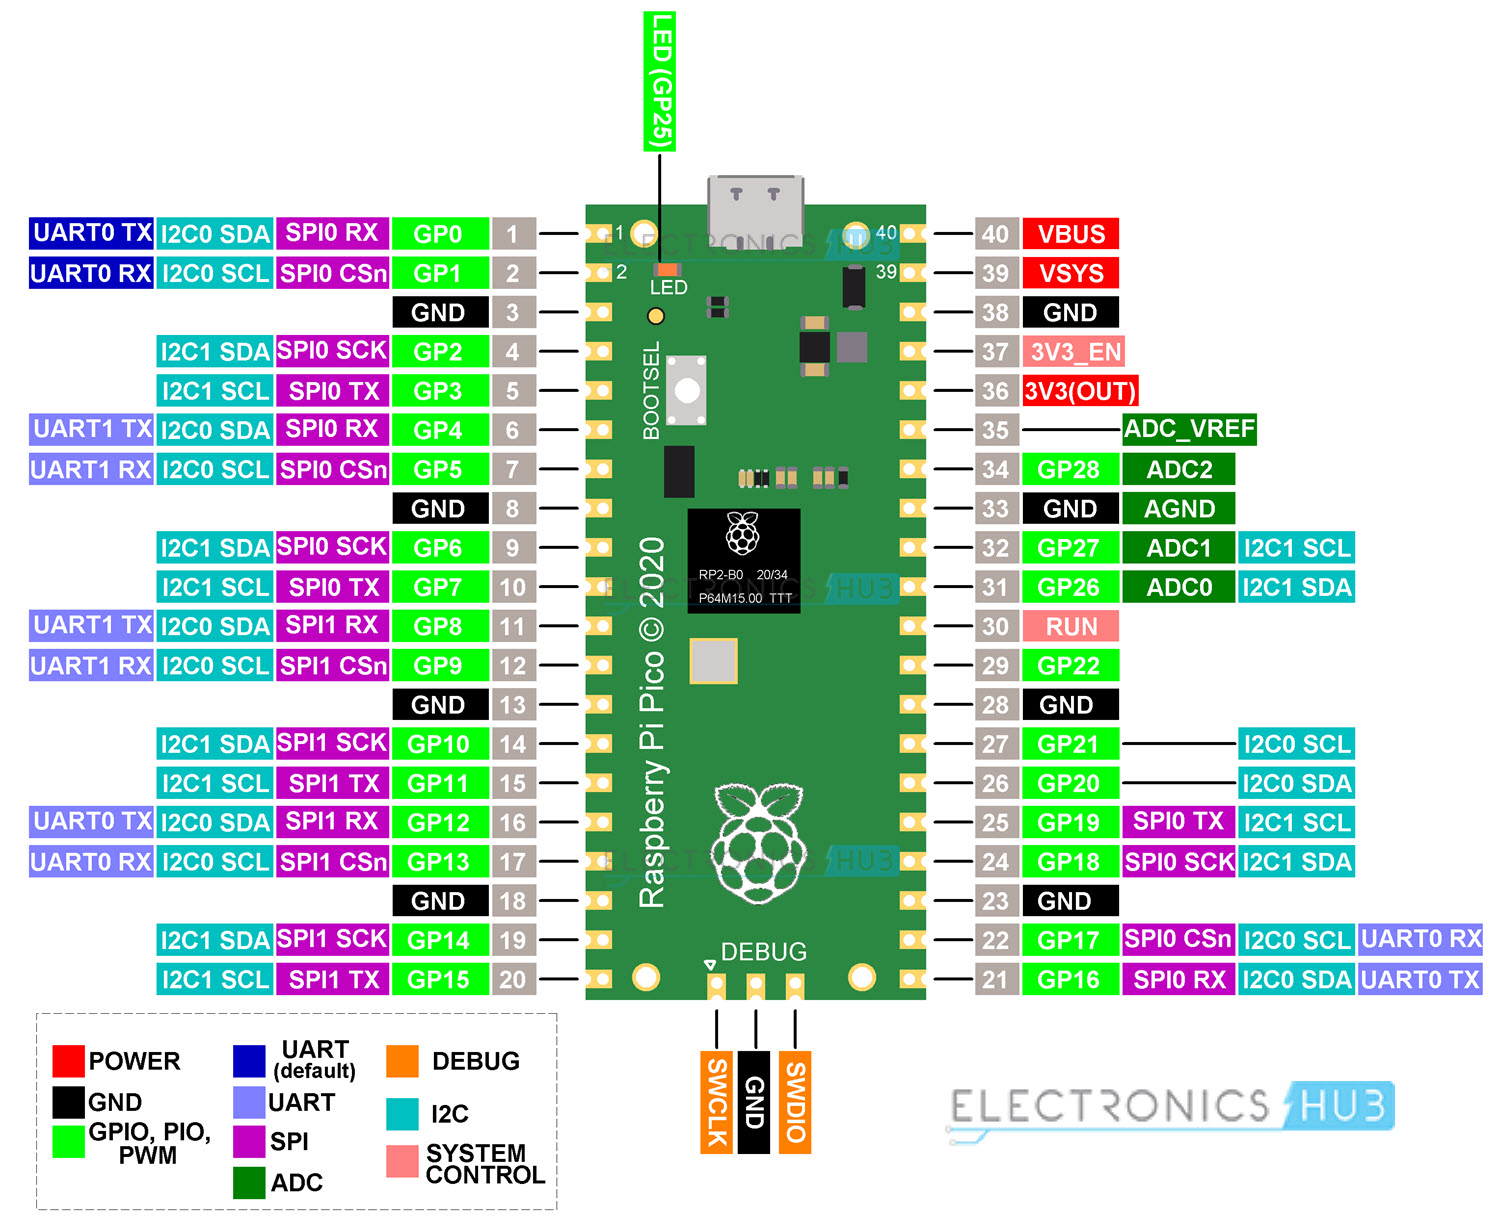 LED (GP25)
UART0 TX I2C0 SDA SPI0 RX GP0 1 1 40 40 VBUS
UART0 RX I2C0 SCL SPI0 CSn GP1 2 2 39 39 VSYS
LED
GND 3 38 GND
I2C1 SDA SPI0 SCK GP2 4 37 3V3_EN
I2C1 SCL SPI0 TX GP3 5 36 3V3(OUT)
BOOTSEL
UART1 TX I2C0 SDA SPI0 RX GP4 6 35 ADC_VREF
UART1 RX I2C0 SCL SPI0 CSn GP5 7 34 GP28 ADC2
GND 8 33 GND AGND
I2C1 SDA SPI0 SCK GP6 9 32 GP27 ADC1 I2C1 SCL
RP2-B0 20/34
I2C1 SCL SPI0 TX GP7 10 31 GP26 ADC0 I2C1 SDA
P64M15.00 TTT
UART1 TX I2C0 SDA SPI1 RX GP8 11 30 RUN
UART1 RX I2C0 SCL SPI1 CSn GP9 12 29 GP22
GND 13 28 GND
Raspberry Pi Pico © 2020
I2C1 SDA SPI1 SCK GP10 14 27 GP21 I2C0 SCL
I2C1 SCL SPI1 TX GP11 15 26 GP20 I2C0 SDA
UART0 TX I2C0 SDA SPI1 RX GP12 16 25 GP19 SPI0 TX I2C1 SCL
UART0 RX I2C0 SCL SPI1 CSn GP13 17 24 GP18 SPI0 SCK I2C1 SDA
GND 18 23 GND
I2C1 SDA SPI1 SCK GP14 19 22 GP17 SPI0 CSn I2C0 SCL UART0 RX
DEBUG
I2C1 SCL SPI1 TX GP15 20 21 GP16 SPI0 RX I2C0 SDA UART0 TX
SWCLK
GND
SWDIO
POWER
GND
GPIO, PIO,
PWM
UART
(default)
UART
SPI
ADC
DEBUG
I2C
SYSTEM
CONTROL
ELECTRONICS HUB
ELECTRONICS HUB
ELECTRONICS HUB
ELECTRONICS HUB